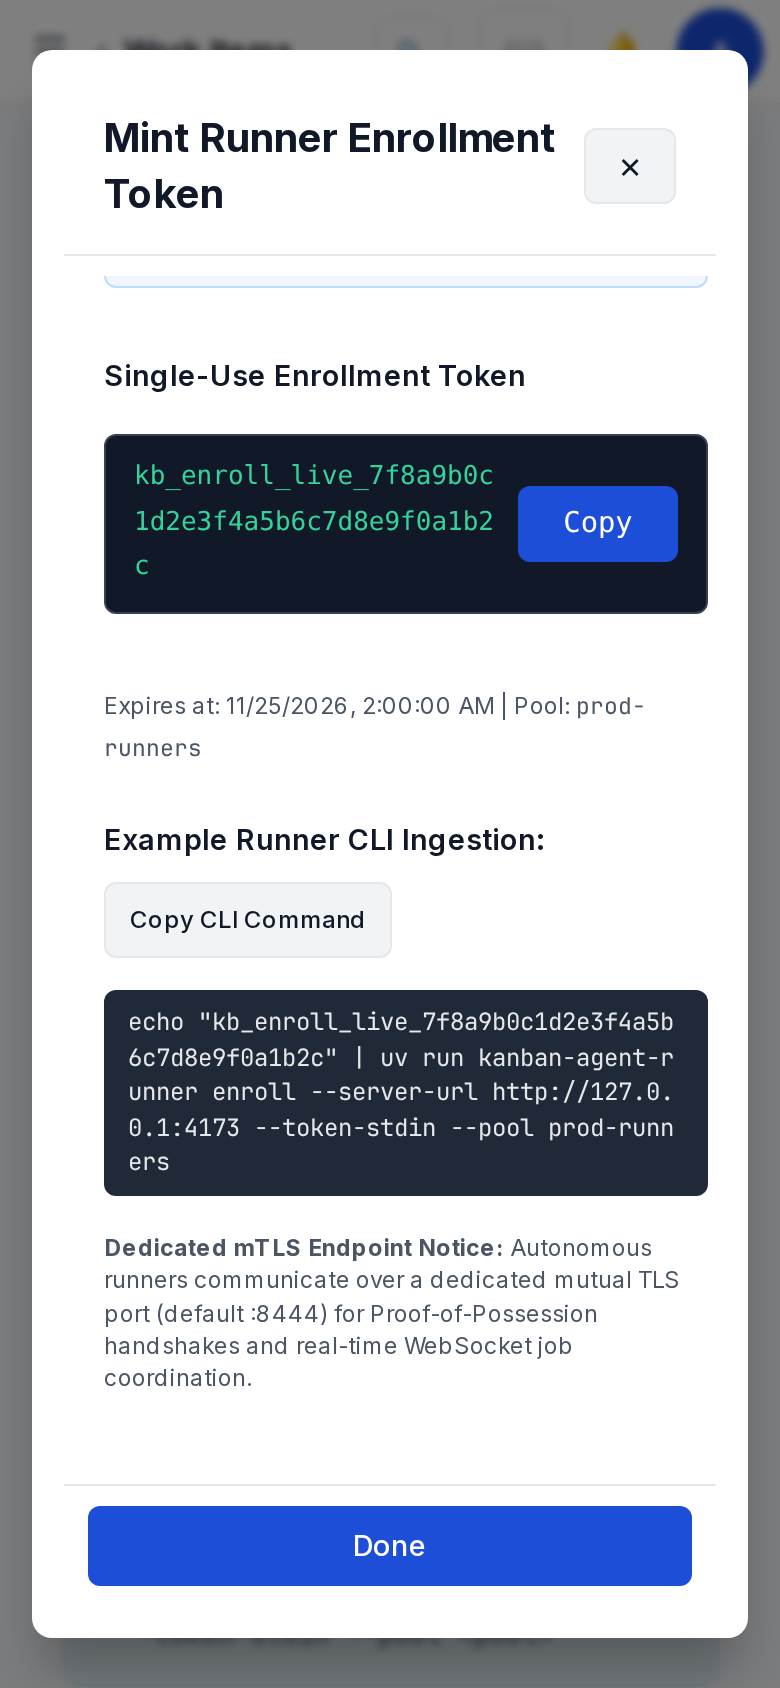 Work Items
Mint Runner Enrollment
Token
✕
Single-Use Enrollment Token
kb_enroll_live_7f8a9b0c
1d2e3f4a5b6c7d8e9f0a1b2
c
Copy
Expires at: 11/25/2026, 2:00:00 AM | Pool: prod-
runners
Example Runner CLI Ingestion:
Copy CLI Command
echo "kb_enroll_live_7f8a9b0c1d2e3f4a5b
6c7d8e9f0a1b2c" | uv run kanban-agent-r
unner enroll --server-url http://127.0.
0.1:4173 --token-stdin --pool prod-runn
ers
Dedicated mTLS Endpoint Notice: Autonomous
runners communicate over a dedicated mutual TLS
port (default :8444) for Proof-of-Possession
handshakes and real-time WebSocket job
coordination.
Done